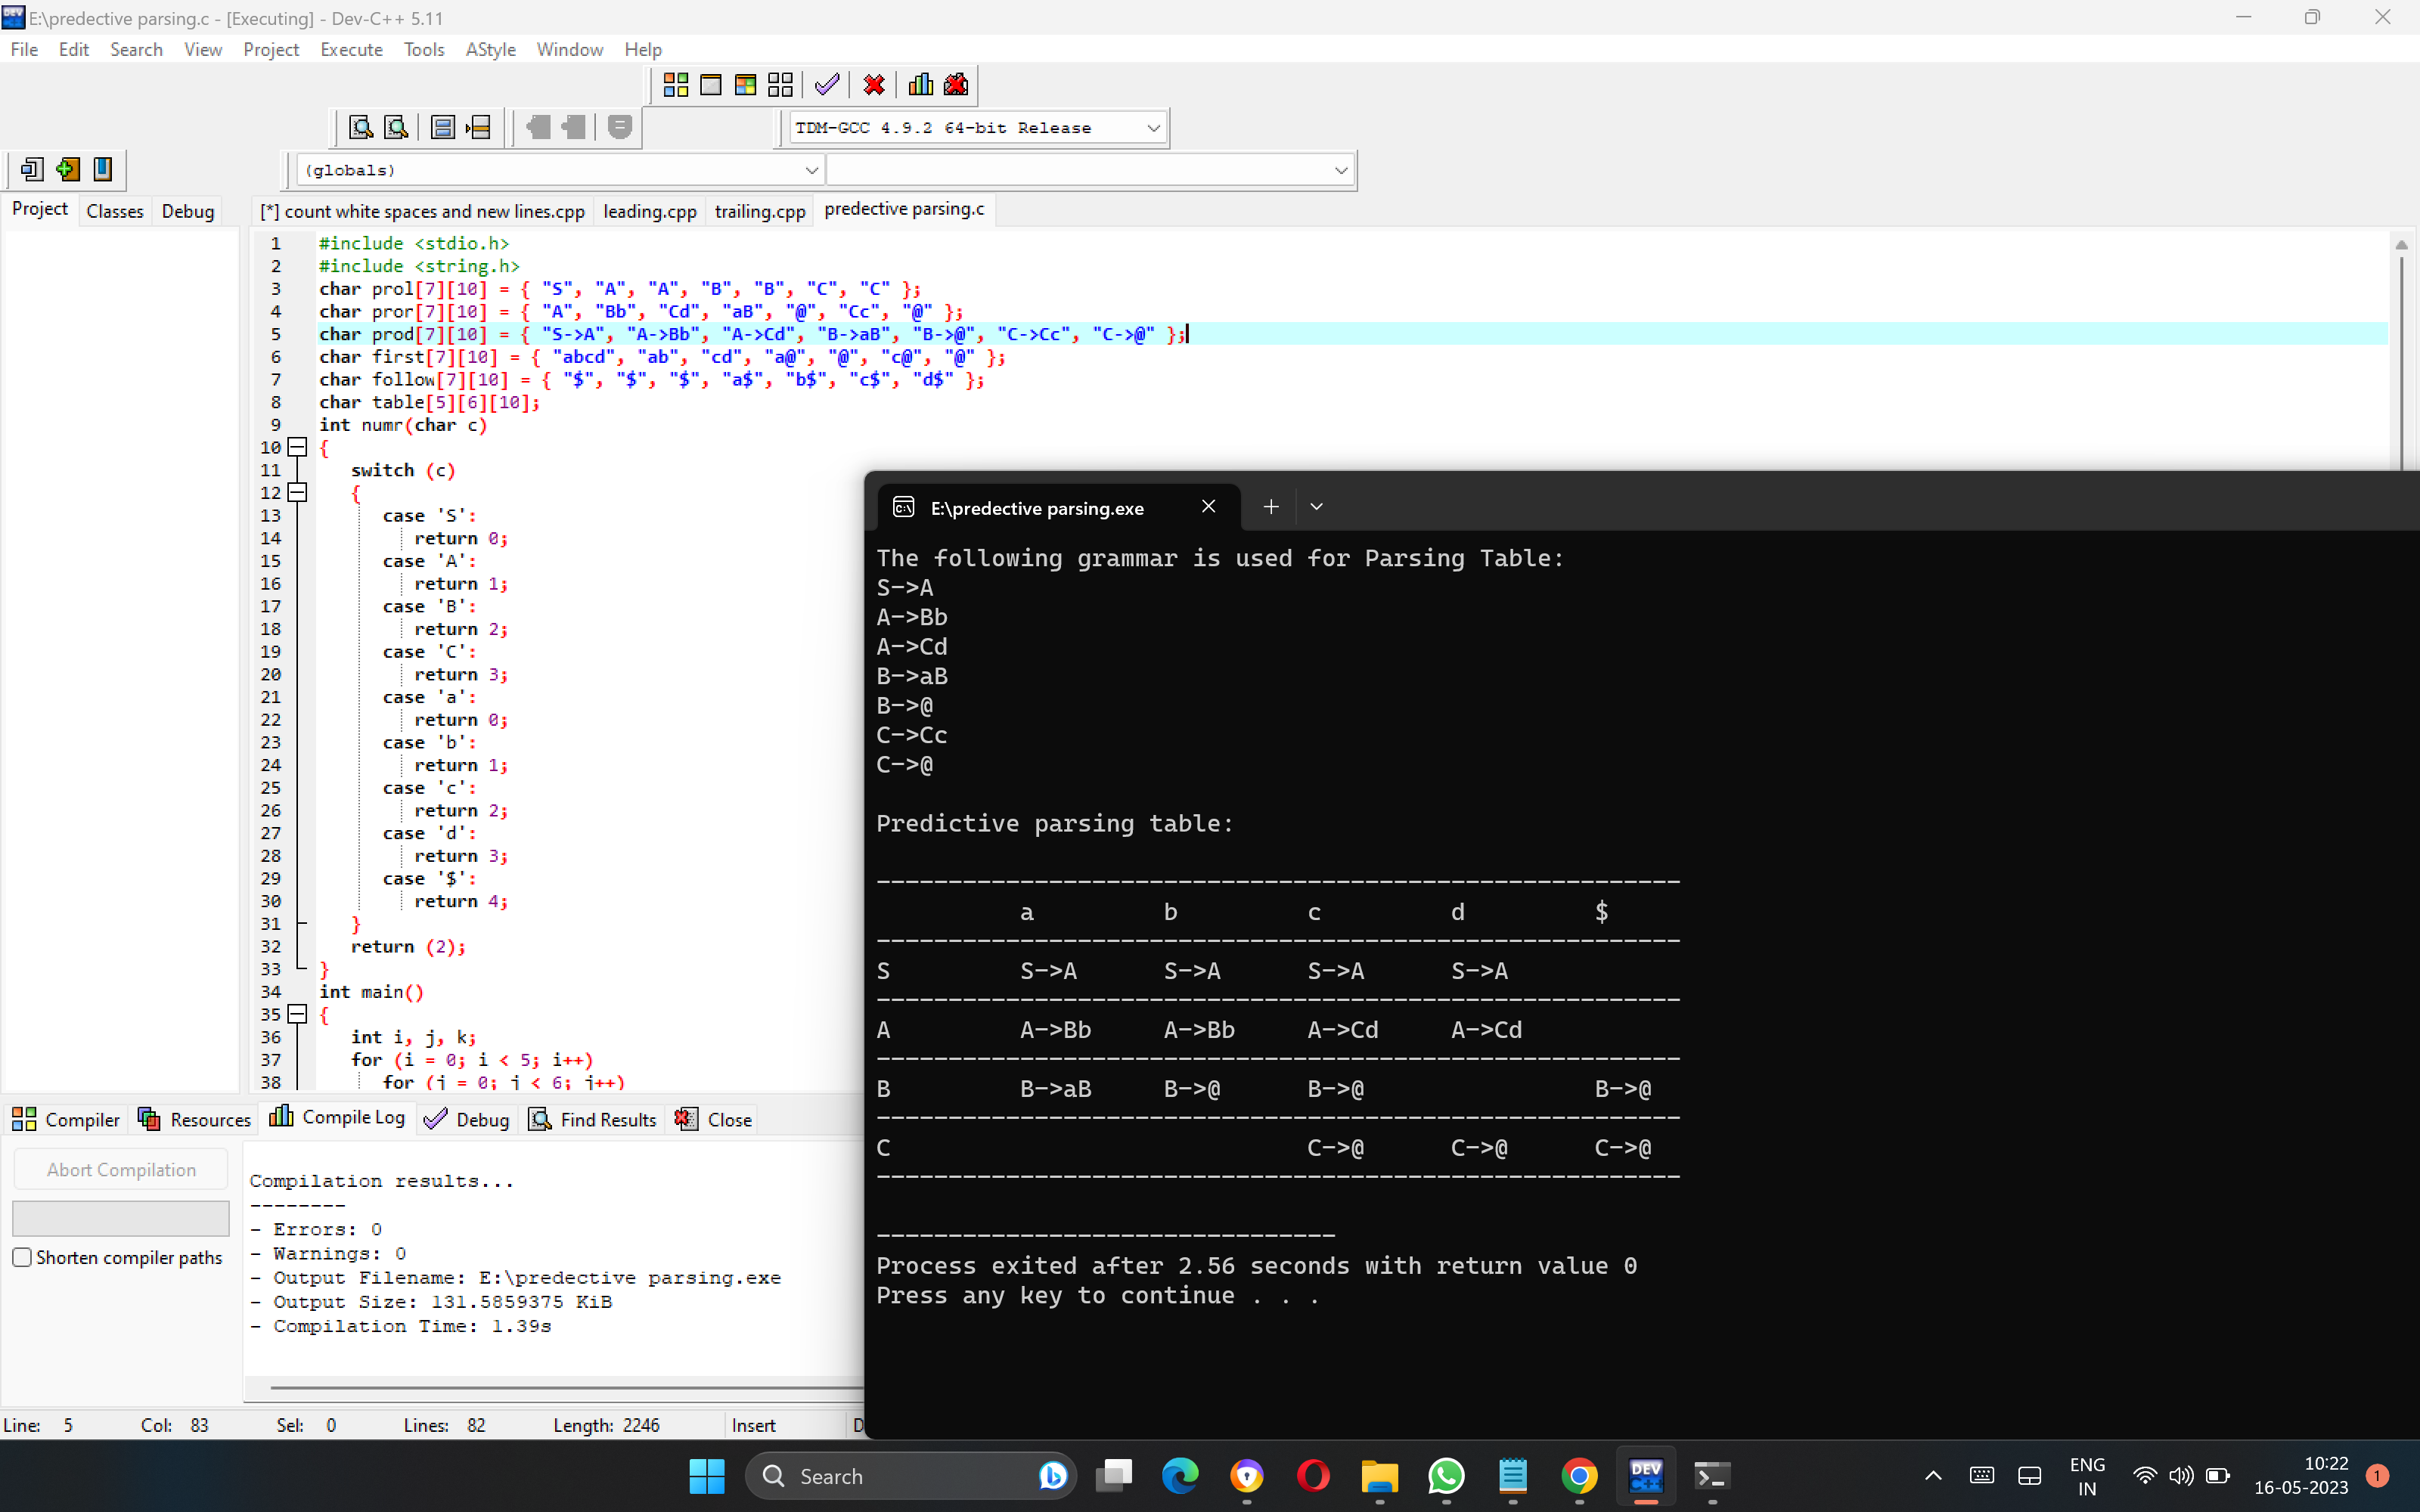 E:\predective parsing.c - [Executing] - Dev-C++ 5.11
File Edit Search View Project Execute Tools AStyle Window Help
TDM-GCC 4.9.2 64-bit Release
(globals)
Project Classes Debug
[*] count white spaces and new lines.cpp leading.cpp trailing.cpp predective parsing.c
1 #include <stdio.h>
2 #include <string.h>
3 char prol[7][10] = { "S", "A", "A", "B", "B", "C", "C" };
4 char pror[7][10] = { "A", "Bb", "Cd", "aB", "@", "Cc", "@" };
5 char prod[7][10] = { "S->A", "A->Bb", "A->Cd", "B->aB", "B->@", "C->Cc", "C->@" };
6 char first[7][10] = { "abcd", "ab", "cd", "a@", "@", "c@", "@" };
7 char follow[7][10] = { "$", "$", "$", "a$", "b$", "c$", "d$" };
8 char table[5][6][10];
9 int numr(char c)
10 {
11 switch (c)
12 {
13 case 'S':
14 return 0;
15 case 'A':
16 return 1;
17 case 'B':
18 return 2;
19 case 'C':
20 return 3;
21 case 'a':
22 return 0;
23 case 'b':
24 return 1;
25 case 'c':
26 return 2;
27 case 'd':
28 return 3;
29 case '$':
30 return 4;
31 }
32 return (2);
33 }
34 int main()
35 {
36 int i, j, k;
37 for (i = 0; i < 5; i++)
38 for (j = 0; j < 6; j++)
E:\predective parsing.exe
The following grammar is used for Parsing Table:
S->A
A->Bb
A->Cd
B->aB
B->@
C->Cc
C->@
Predictive parsing table:
--------------------------------------------------------
a b c d $
--------------------------------------------------------
S S->A S->A S->A S->A
--------------------------------------------------------
A A->Bb A->Bb A->Cd A->Cd
--------------------------------------------------------
B B->aB B->@ B->@ B->@
--------------------------------------------------------
C C->@ C->@ C->@
--------------------------------------------------------
--------------------------------
Process exited after 2.56 seconds with return value 0
Press any key to continue . . .
Compiler Resources Compile Log Debug Find Results Close
Abort Compilation
Shorten compiler paths
Compilation results...
--------
- Errors: 0
- Warnings: 0
- Output Filename: E:\predective parsing.exe
- Output Size: 131.5859375 KiB
- Compilation Time: 1.39s
Line: 5 Col: 83 Sel: 0 Lines: 82 Length: 2246 Insert
Search
DEV C++
ENG
IN
10:22
16-05-2023
1